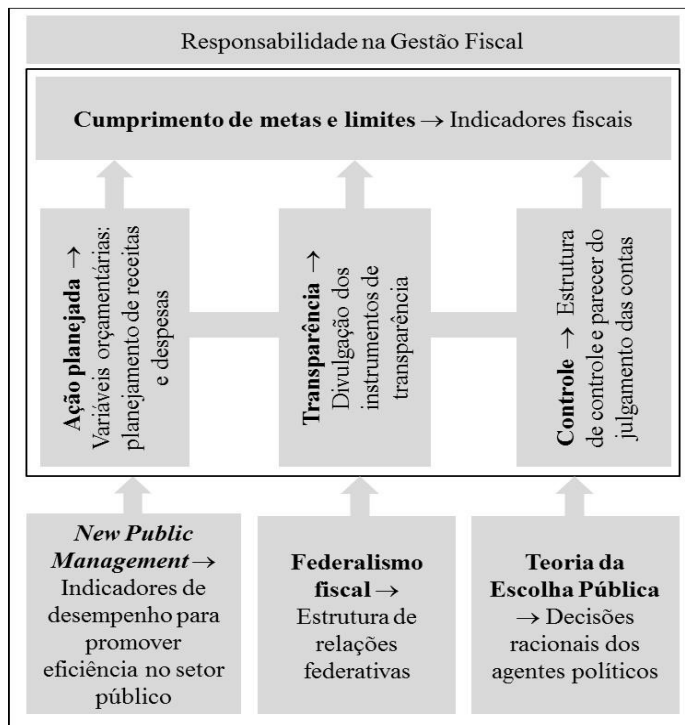 Responsabilidade na Gestão Fiscal
Cumprimento de metas e limites → Indicadores fiscais
Ação planejada →
Variáveis orçamentárias:
planejamento de receitas
e despesas
Transparência →
Divulgação dos
instrumentos de
transparência
Controle → Estrutura
de controle e parecer do
julgamento das contas
New Public
Management →
Indicadores de
desempenho para
promover
eficiência no setor
público
Federalismo
fiscal →
Estrutura de
relações
federativas
Teoria da
Escolha Pública
→ Decisões
racionais dos
agentes políticos